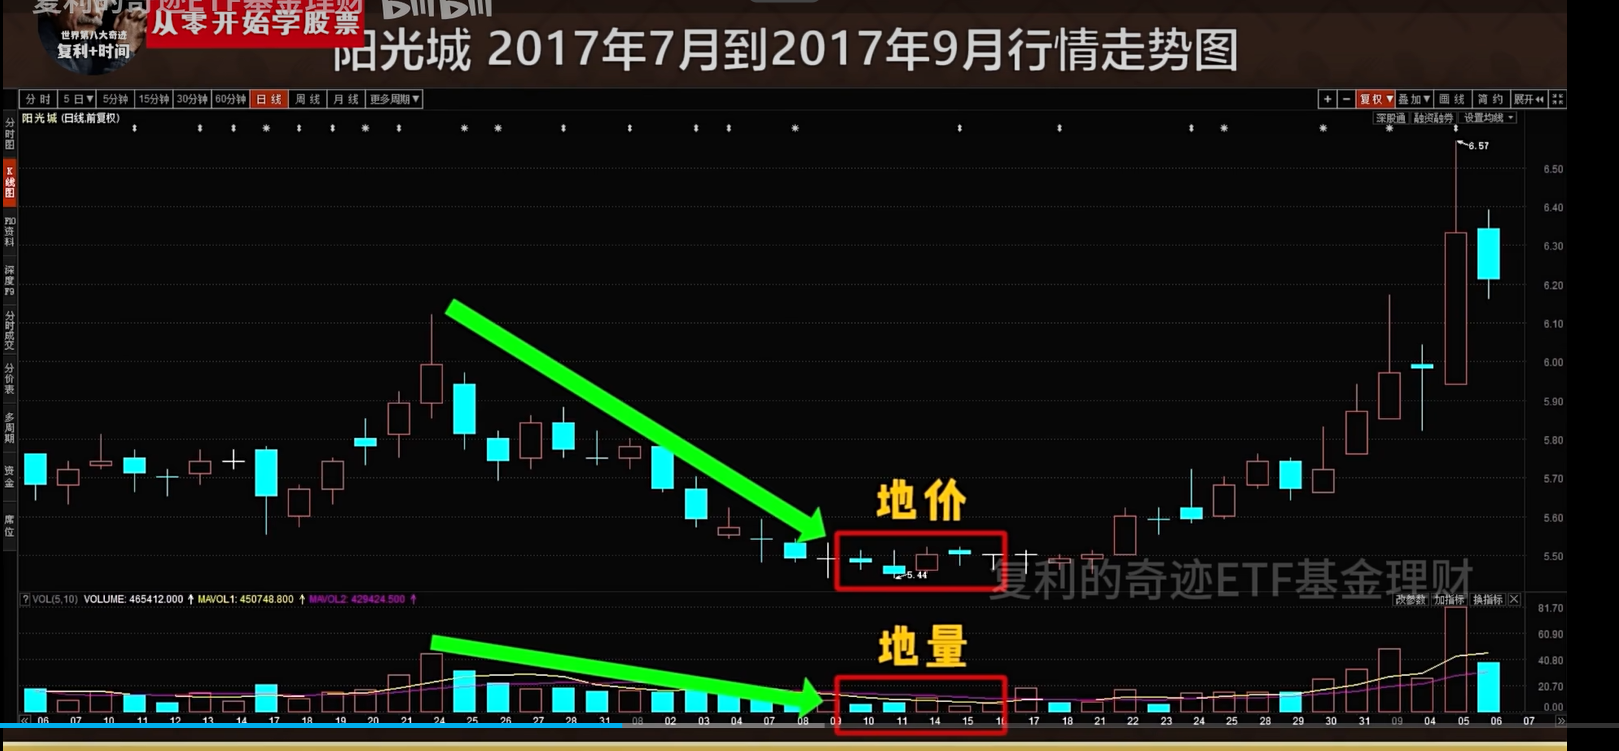 复利的奇迹ETF基金理财 bilibili
从零开始学股票
世界第八大奇迹
复利+时间
阳光城 2017年7月到2017年9月行情走势图
分时 5日▼ 5分钟 15分钟 30分钟 60分钟 日线 周线 月线 更多周期▼ + - 复权▼ 叠加▼ 画线 简约 展开
阳光城(日线.前复权) 深股通 融资融券 设置均线
分时图
K线图
F10资料
深度F9
分时成交
分价表
多周期
资金
席位
6.57
6.50
6.40
6.30
6.20
6.10
6.00
5.90
5.80
5.70
5.60
5.50
地价
5.44
复利的奇迹ETF基金理财
? VOL(5,10) VOLUME: 465412.000 ↑ MAVOL1: 450748.800 ↑ MAVOL2: 429424.500 ↑ 改参数 加指标 换指标 X
81.70
60.90
40.80
20.70
0.00
地量
06 07 10 11 12 13 14 17 18 19 20 21 24 25 26 27 28 31 08 02 03 04 07 08 09 10 11 14 15 16 17 18 21 22 23 24 25 28 29 30 31 09 04 05 06 07